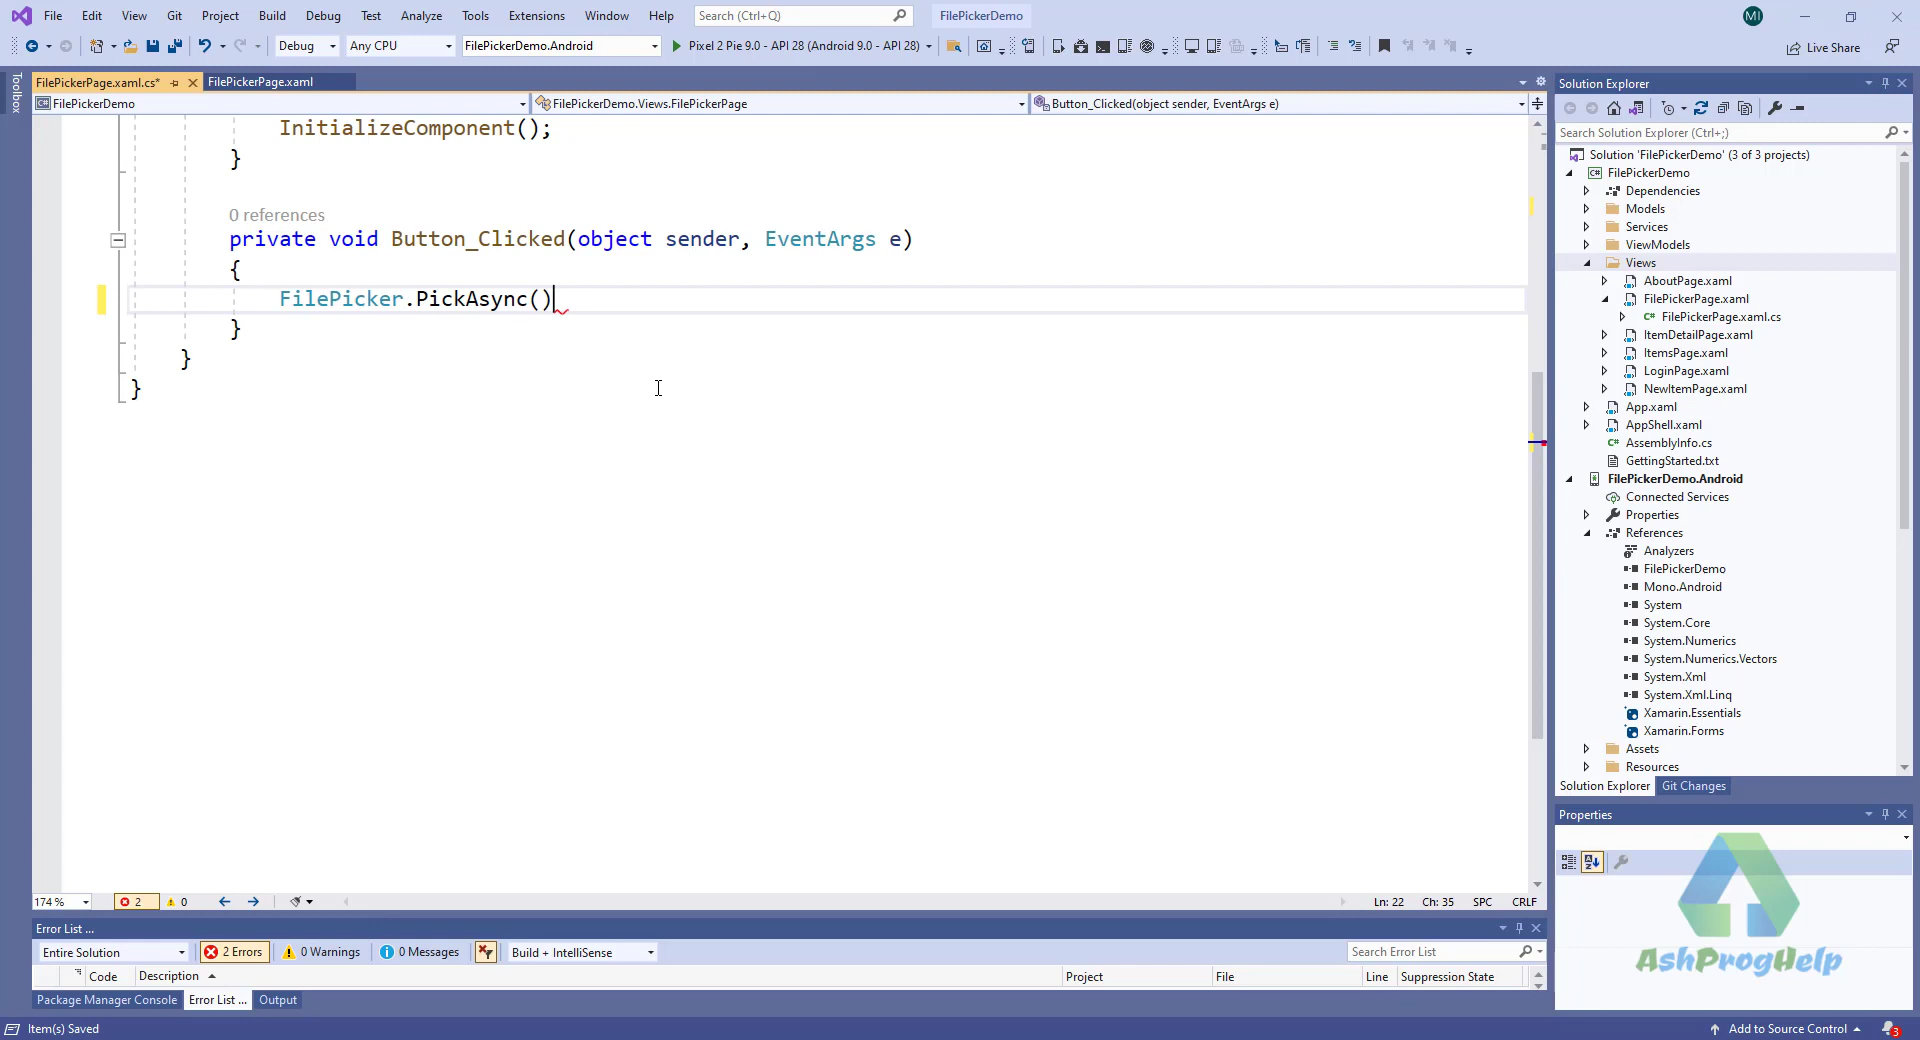 File Edit View Git Project Build Debug Test Analyze Tools Extensions Window Help Search (Ctrl+Q) FilePickerDemo MI
Debug Any CPU FilePickerDemo.Android Pixel 2 Pie 9.0 - API 28 (Android 9.0 - API 28) Live Share
Toolbox
FilePickerPage.xaml.cs* FilePickerPage.xaml
FilePickerDemo FilePickerDemo.Views.FilePickerPage Button_Clicked(object sender, EventArgs e)
InitializeComponent();
}
0 references
private void Button_Clicked(object sender, EventArgs e)
{
FilePicker.PickAsync()
}
}
}
174 % 2 0 Ln: 22 Ch: 35 SPC CRLF
Error List ...
Entire Solution 2 Errors 0 Warnings 0 Messages Build + IntelliSense Search Error List
Code Description Project File Line Suppression State
Package Manager Console Error List ... Output
Item(s) Saved Add to Source Control 3
Solution Explorer
Search Solution Explorer (Ctrl+;)
Solution 'FilePickerDemo' (3 of 3 projects)
C# FilePickerDemo
Dependencies
Models
Services
ViewModels
Views
AboutPage.xaml
FilePickerPage.xaml
C# FilePickerPage.xaml.cs
ItemDetailPage.xaml
ItemsPage.xaml
LoginPage.xaml
NewItemPage.xaml
App.xaml
AppShell.xaml
C# AssemblyInfo.cs
GettingStarted.txt
FilePickerDemo.Android
Connected Services
Properties
References
Analyzers
FilePickerDemo
Mono.Android
System
System.Core
System.Numerics
System.Numerics.Vectors
System.Xml
System.Xml.Linq
Xamarin.Essentials
Xamarin.Forms
Assets
Resources
Solution Explorer Git Changes
Properties
AshProgHelp